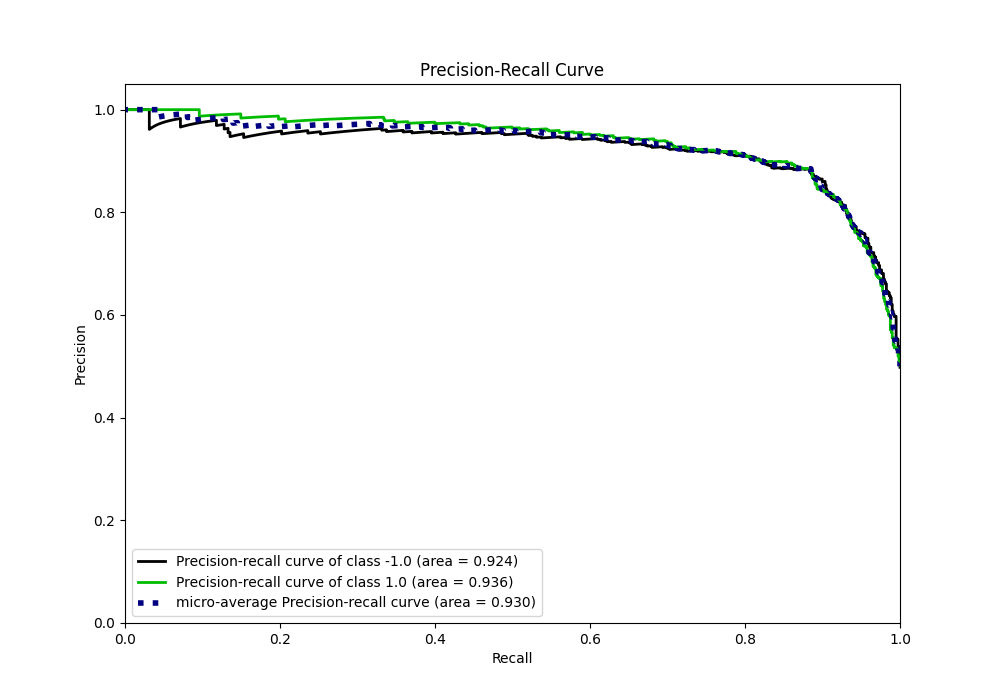 Precision-Recall Curve
1.0
0.8
0.6
0.4
0.2
0.0
Precision
Precision-recall curve of class -1.0 (area = 0.924)
Precision-recall curve of class 1.0 (area = 0.936)
micro-average Precision-recall curve (area = 0.930)
0.0 0.2 0.4 0.6 0.8 1.0
Recall